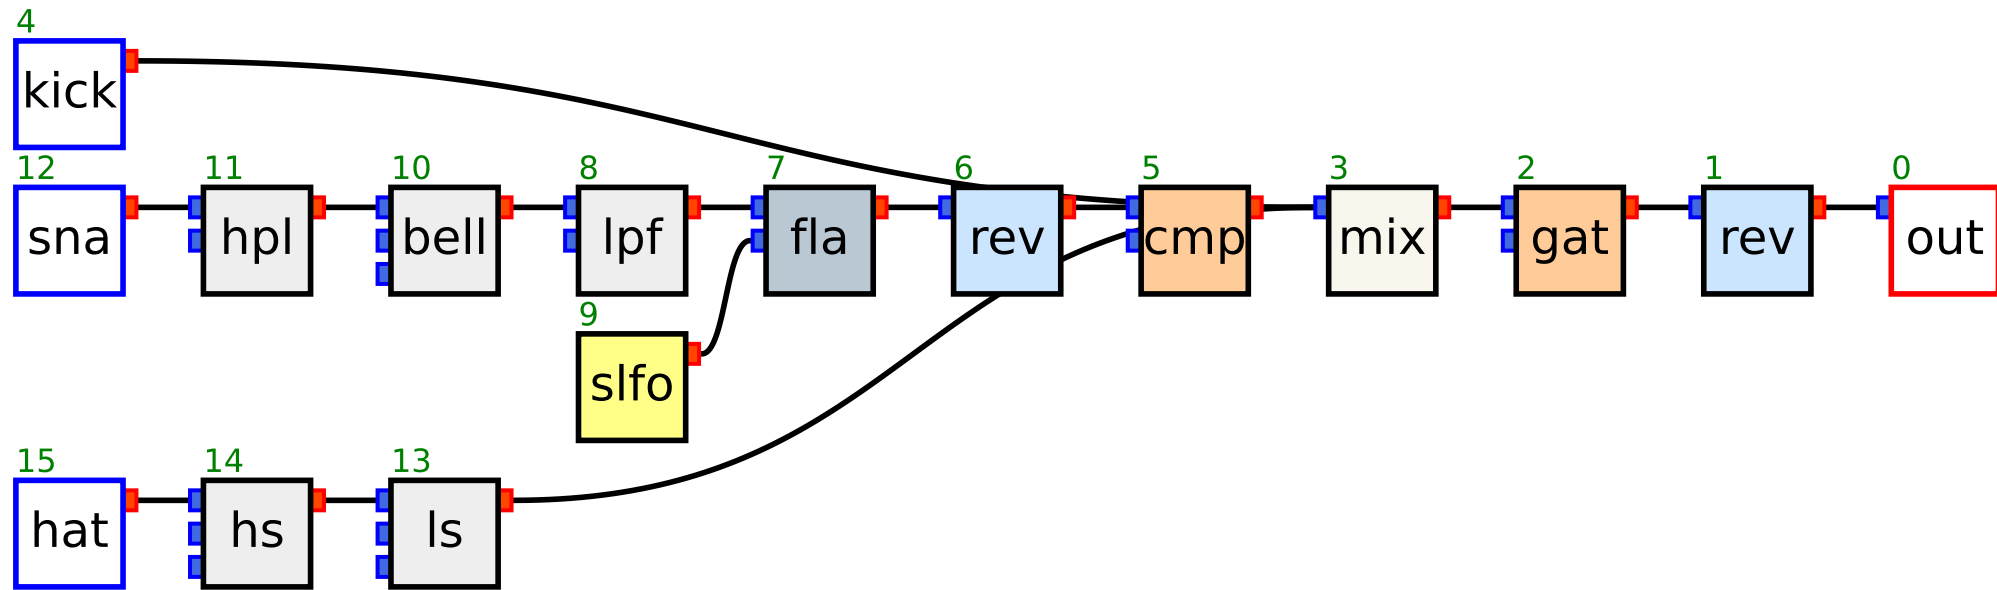 4
kick
12 11 10 8 7 6 5 3 2 1 0
sna hpl bell lpf fla rev cmp mix gat rev out
9
slfo
15 14 13
hat hs ls